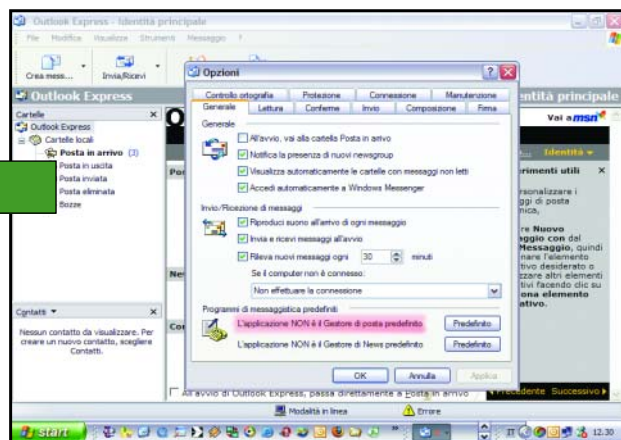 Outlook Express - Identità principale
File Modifica Visualizza Strumenti Messaggio ?
Crea mess... Invia/Ricevi
Outlook Express
entità principale
Cartelle
Outlook Express
Cartelle locali
Posta in arrivo (3)
Posta in uscita
Posta inviata
Posta eliminata
Bozze
Contatti
Nessun contatto da visualizzare. Per
creare un nuovo contatto, scegliere
Contatti.
Opzioni
Controllo ortografia Protezione Connessione Manutenzione
Generale Lettura Conferme Invio Composizione Firma
Generale
All'avvio, vai alla cartella Posta in arrivo
Notifica la presenza di nuovi newsgroup
Visualizza automaticamente le cartelle con messaggi non letti
Accedi automaticamente a Windows Messenger
Invio/Ricezione di messaggi
Riproduci suono all'arrivo di ogni messaggio
Invia e ricevi messaggi all'avvio
Rileva nuovi messaggi ogni 30 minuti
Se il computer non è connesso:
Non effettuare la connessione
Programmi di messaggistica predefiniti
L'applicazione NON è il Gestore di posta predefinito Predefinito
L'applicazione NON è il Gestore di News predefinito Predefinito
OK Annulla Applica
Vai a msn
Identità
rimenti utili
rsonalizzare i
ggi di posta
nica,
re Nuovo
aggio con dal
Messaggio, quindi
nare l'elemento
tivo desiderato o
zzare altri elementi
tivi facendo clic su
ona elemento
ativo.
All'avvio di Outlook Express, passa direttamente a Posta in arrivo
Precedente Successivo
Modalità in linea Errore
start IT 12.30